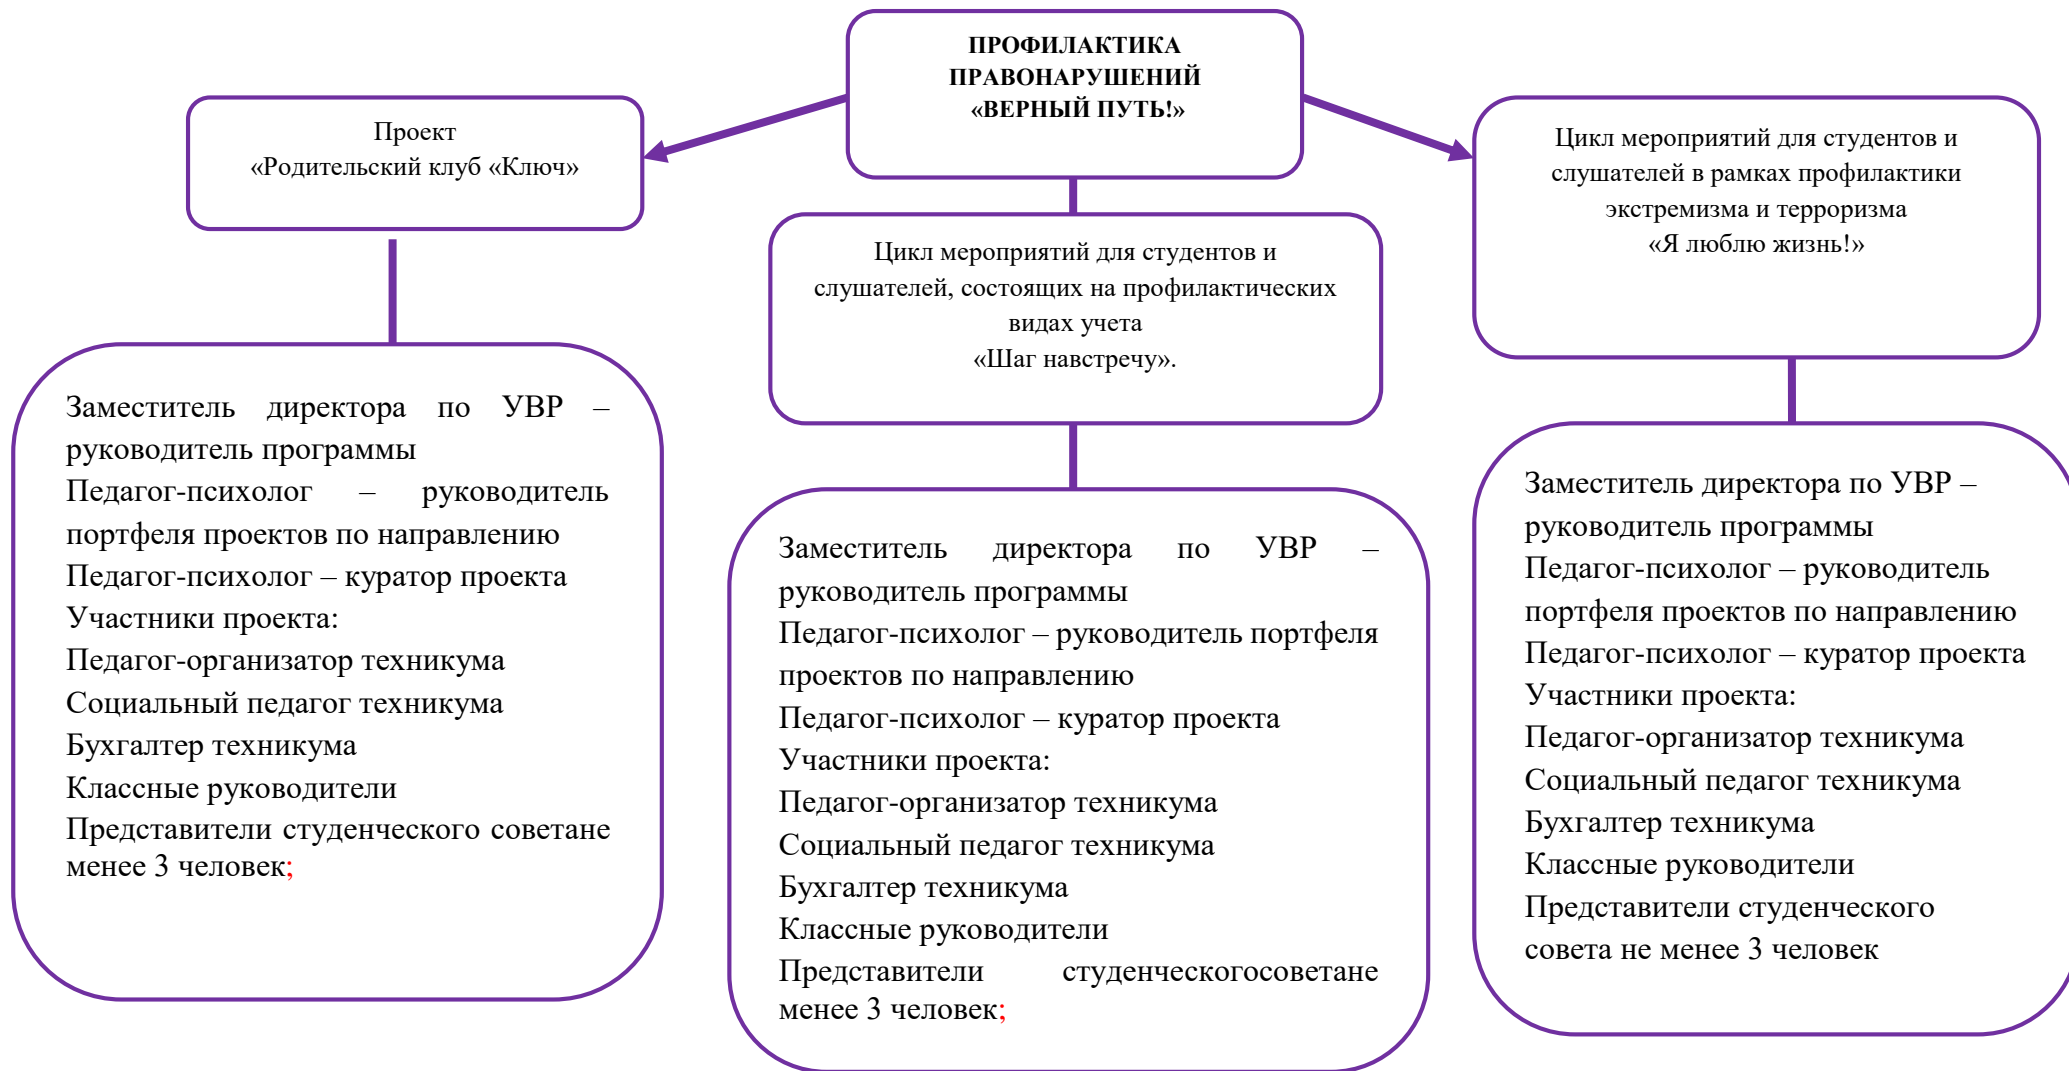 ПРОФИЛАКТИКА
ПРАВОНАРУШЕНИЙ
«ВЕРНЫЙ ПУТЬ!»
Проект
«Родительский клуб «Ключ»
Цикл мероприятий для студентов и
слушателей, состоящих на профилактических
видах учета
«Шаг навстречу».
Цикл мероприятий для студентов и
слушателей в рамках профилактики
экстремизма и терроризма
«Я люблю жизнь!»
Заместитель директора по УВР –
руководитель программы
Педагог-психолог – руководитель
портфеля проектов по направлению
Педагог-психолог – куратор проекта
Участники проекта:
Педагог-организатор техникума
Социальный педагог техникума
Бухгалтер техникума
Классные руководители
Представители студенческого советане
менее 3 человек;
Заместитель директора по УВР –
руководитель программы
Педагог-психолог – руководитель портфеля
проектов по направлению
Педагог-психолог – куратор проекта
Участники проекта:
Педагог-организатор техникума
Социальный педагог техникума
Бухгалтер техникума
Классные руководители
Представители студенческогосоветане
менее 3 человек;
Заместитель директора по УВР –
руководитель программы
Педагог-психолог – руководитель
портфеля проектов по направлению
Педагог-психолог – куратор проекта
Участники проекта:
Педагог-организатор техникума
Социальный педагог техникума
Бухгалтер техникума
Классные руководители
Представители студенческого
совета не менее 3 человек